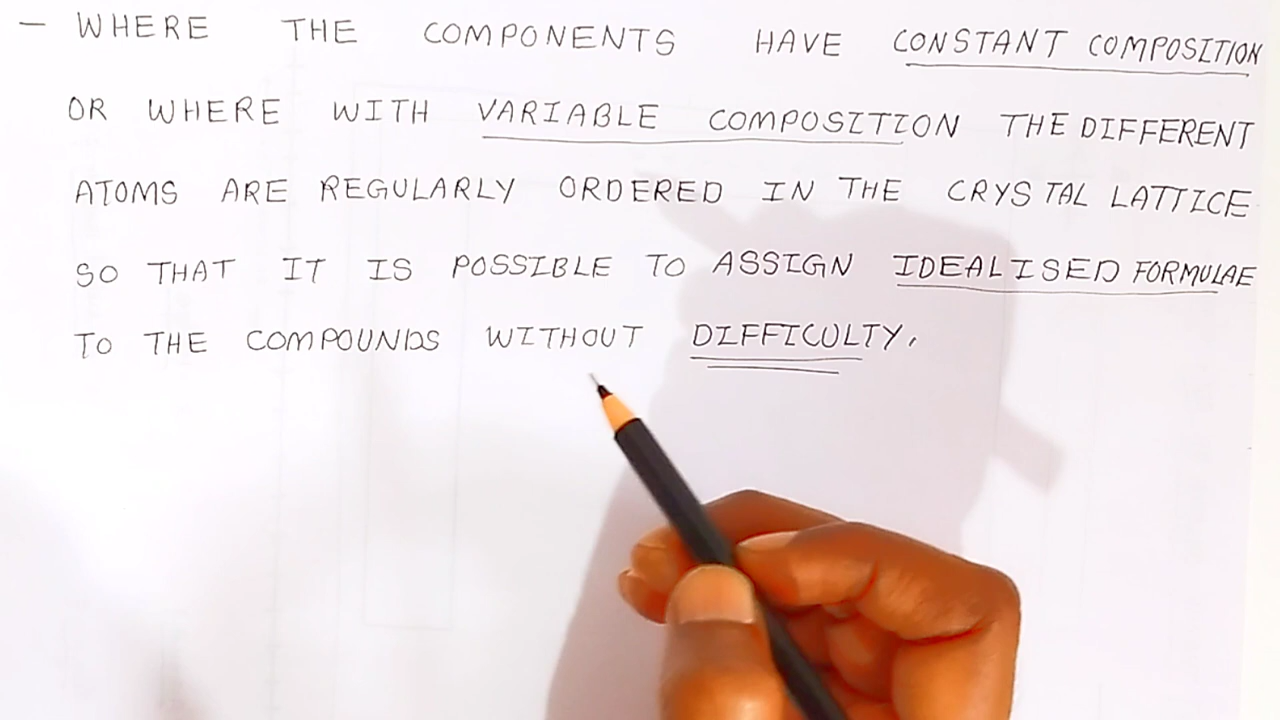 — WHERE THE COMPONENTS HAVE CONSTANT COMPOSITION
OR WHERE WITH VARIABLE COMPOSITION THE DIFFERENT
ATOMS ARE REGULARLY ORDERED IN THE CRYSTAL LATTICE
SO THAT IT IS POSSIBLE TO ASSIGN IDEALISED FORMULAE
TO THE COMPOUNDS WITHOUT DIFFICULTY.